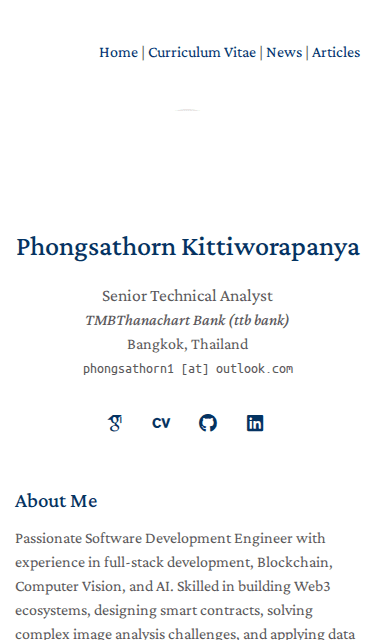 Home | Curriculum Vitae | News | Articles
Phongsathorn Kittiworapanya
Senior Technical Analyst
TMBThanachart Bank (ttb bank)
Bangkok, Thailand
phongsathorn1 [at] outlook.com
CV
About Me
Passionate Software Development Engineer with
experience in full-stack development, Blockchain,
Computer Vision, and AI. Skilled in building Web3
ecosystems, designing smart contracts, solving
complex image analysis challenges, and applying data